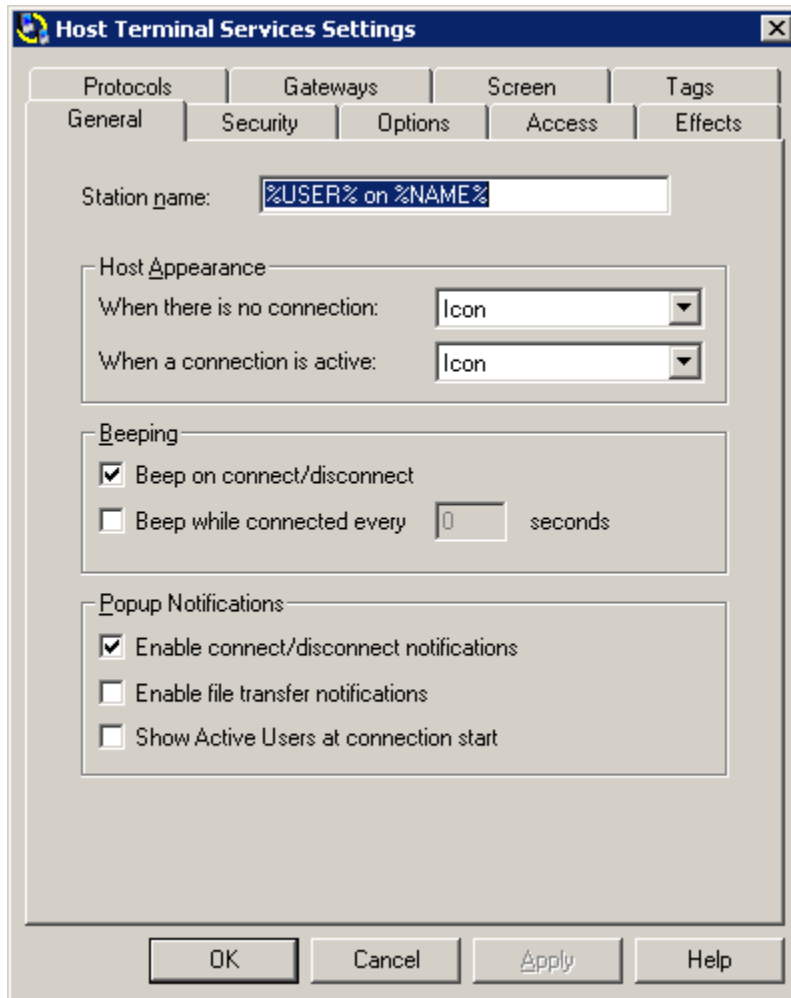 Host Terminal Services Settings
Protocols Gateways Screen Tags
General Security Options Access Effects
Station name: %USER% on %NAME%
Host Appearance
When there is no connection: Icon
When a connection is active: Icon
Beeping
Beep on connect/disconnect
Beep while connected every 0 seconds
Popup Notifications
Enable connect/disconnect notifications
Enable file transfer notifications
Show Active Users at connection start
OK Cancel Apply Help